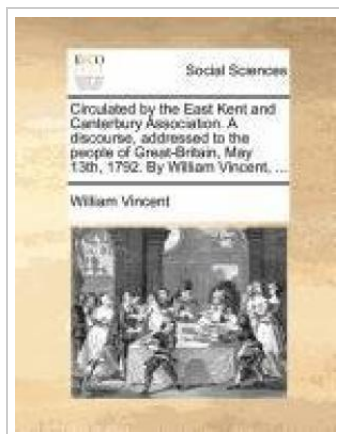 ECCO
Social Sciences
Circulated by the East Kent and
Canterbury Association. A
discourse, addressed to the
people of Great-Britain, May
13th, 1792. By William Vincent, ...
William Vincent